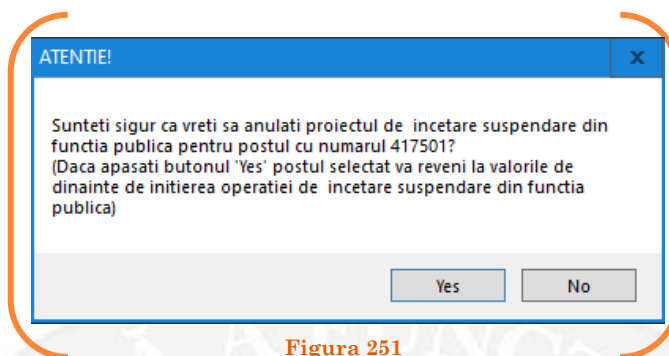 ATENTIE!
x
Sunteti sigur ca vreti sa anulati proiectul de  incetare suspendare din
functia publica pentru postul cu numarul 417501?
(Daca apasati butonul 'Yes' postul selectat va reveni la valorile de
dinainte de initierea operatiei de  incetare suspendare din functia
publica)
Yes No
Figura 251